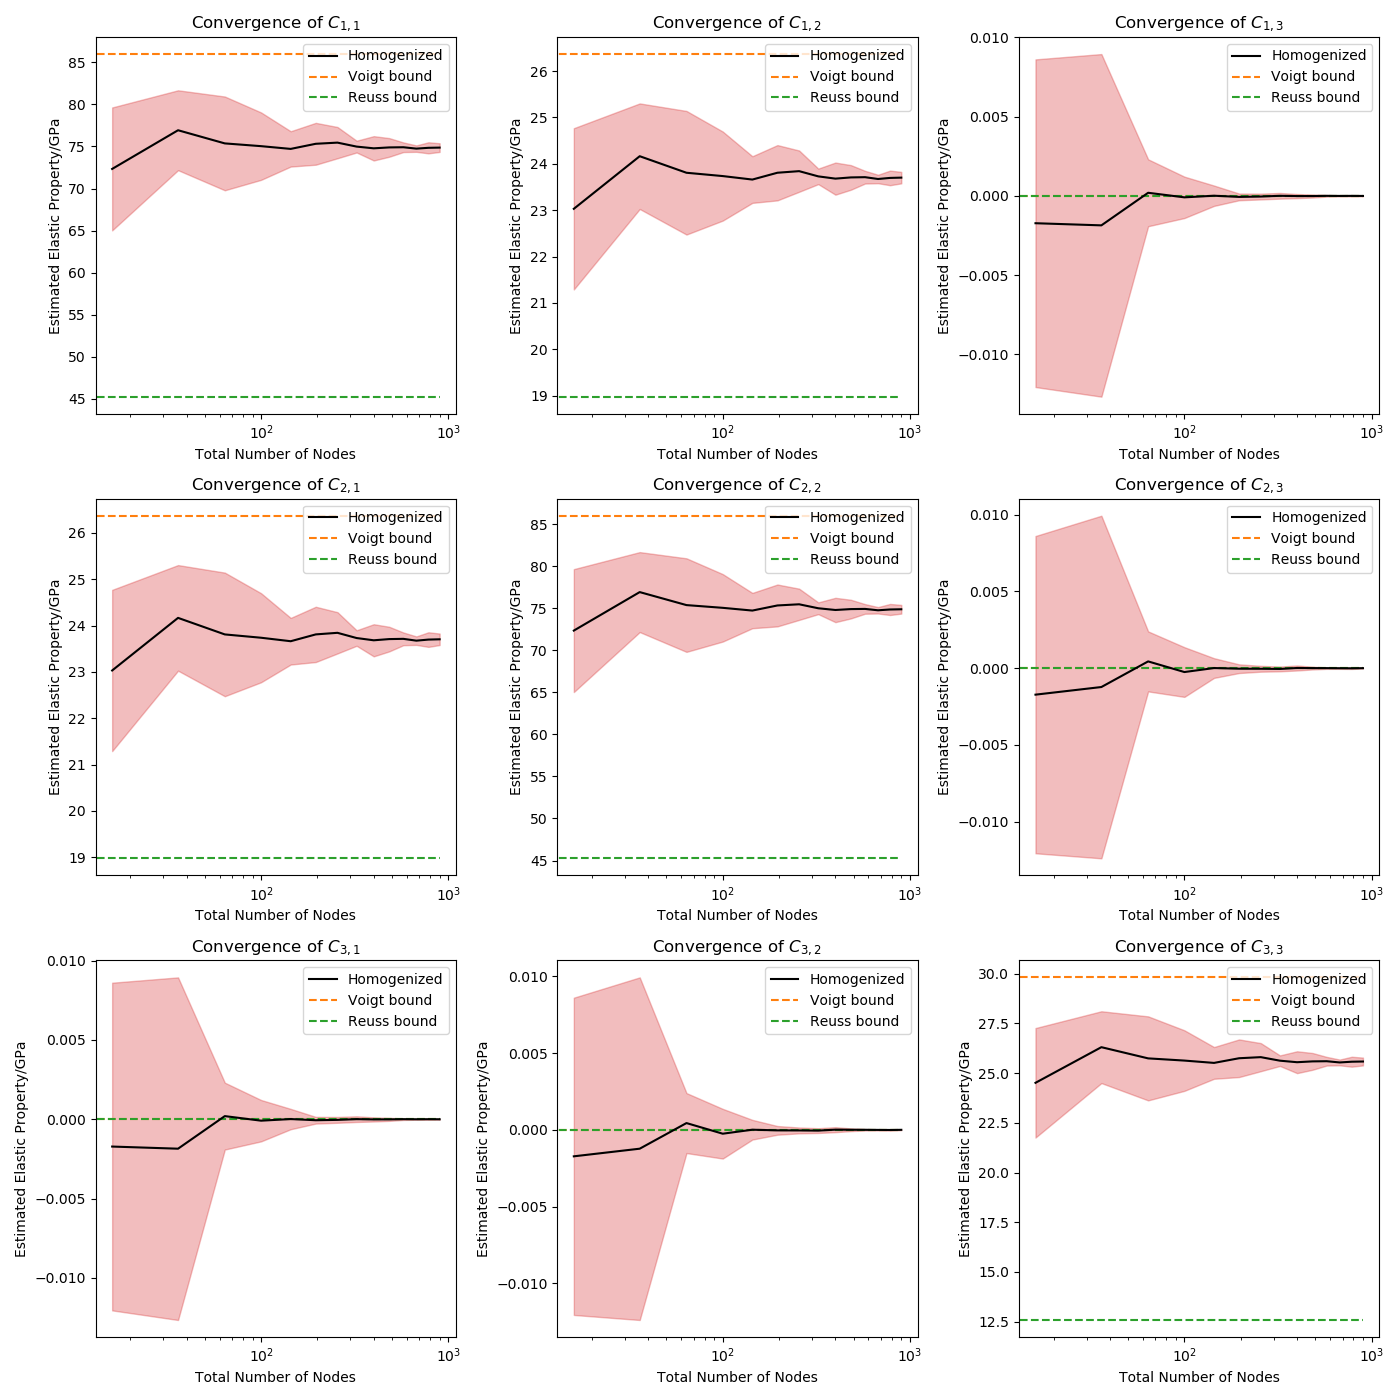 Convergence of C1,1
Estimated Elastic Property/GPa
85
80
75
70
65
60
55
50
45
Homogenized
Voigt bound
Reuss bound
10²
10³
Total Number of Nodes
Convergence of C1,2
Estimated Elastic Property/GPa
26
25
24
23
22
21
20
19
Homogenized
Voigt bound
Reuss bound
10²
10³
Total Number of Nodes
Convergence of C1,3
Estimated Elastic Property/GPa
0.010
0.005
0.000
−0.005
−0.010
Homogenized
Voigt bound
Reuss bound
10²
10³
Total Number of Nodes
Convergence of C2,1
Estimated Elastic Property/GPa
26
25
24
23
22
21
20
19
Homogenized
Voigt bound
Reuss bound
10²
10³
Total Number of Nodes
Convergence of C2,2
Estimated Elastic Property/GPa
85
80
75
70
65
60
55
50
45
Homogenized
Voigt bound
Reuss bound
10²
10³
Total Number of Nodes
Convergence of C2,3
Estimated Elastic Property/GPa
0.010
0.005
0.000
−0.005
−0.010
Homogenized
Voigt bound
Reuss bound
10²
10³
Total Number of Nodes
Convergence of C3,1
Estimated Elastic Property/GPa
0.010
0.005
0.000
−0.005
−0.010
Homogenized
Voigt bound
Reuss bound
10²
10³
Total Number of Nodes
Convergence of C3,2
Estimated Elastic Property/GPa
0.010
0.005
0.000
−0.005
−0.010
Homogenized
Voigt bound
Reuss bound
10²
10³
Total Number of Nodes
Convergence of C3,3
Estimated Elastic Property/GPa
30.0
27.5
25.0
22.5
20.0
17.5
15.0
12.5
Homogenized
Voigt bound
Reuss bound
10²
10³
Total Number of Nodes